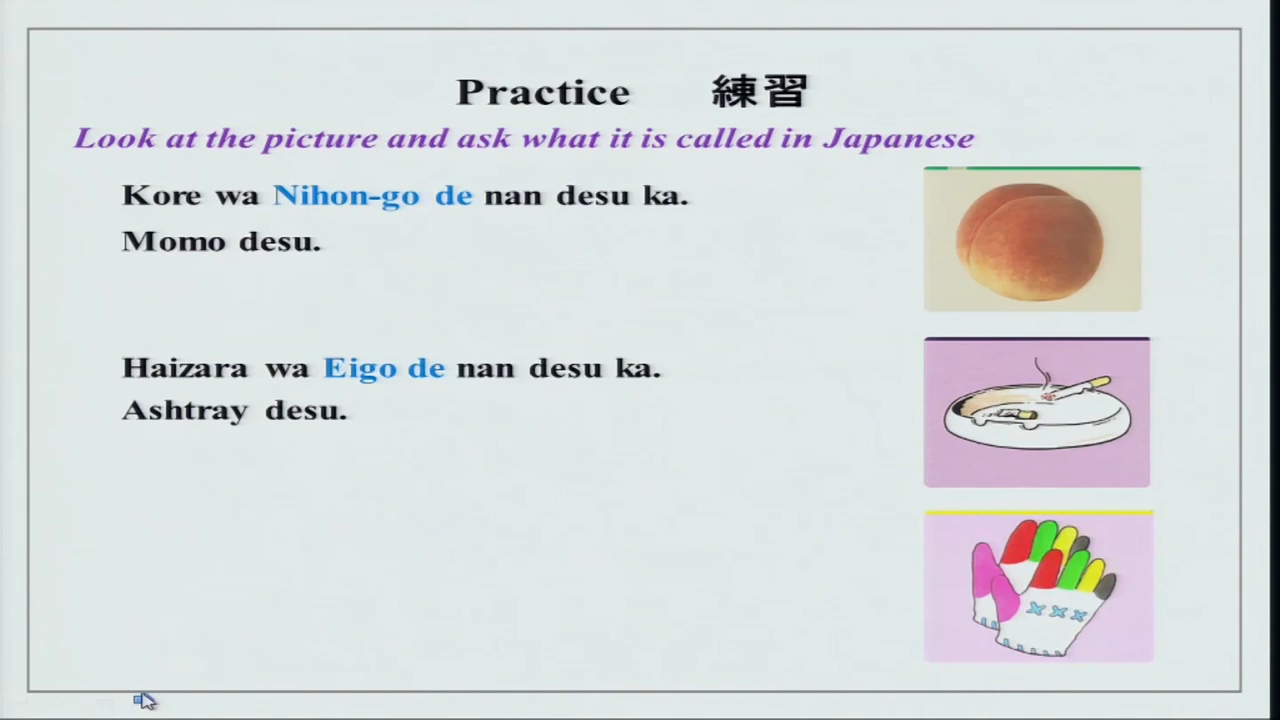 Practice 練習
Look at the picture and ask what it is called in Japanese
Kore wa Nihon-go de nan desu ka.
Momo desu.
Haizara wa Eigo de nan desu ka.
Ashtray desu.